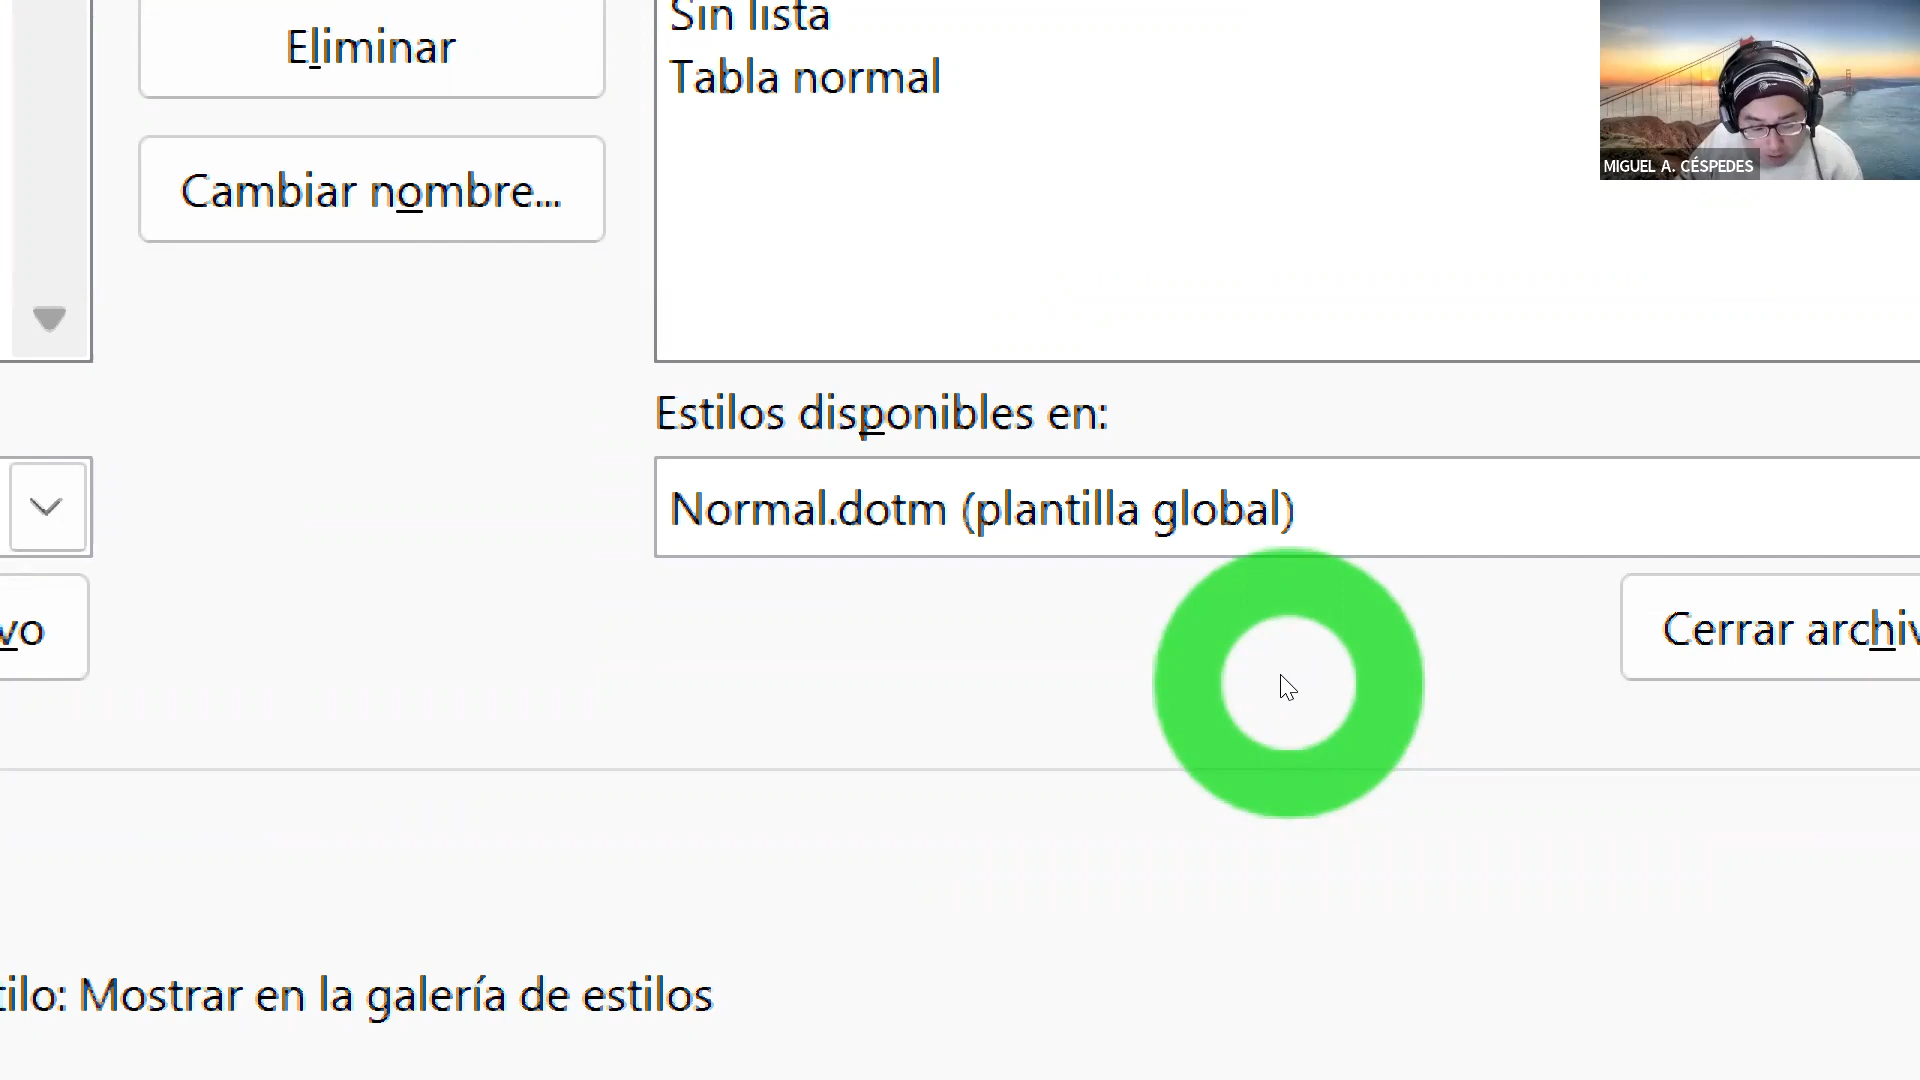 Sin lista
Eliminar
Tabla normal
MIGUEL A. CÉSPEDES
Cambiar nombre...
Estilos disponibles en:
Normal.dotm (plantilla global)
vo
Cerrar archiv
tilo: Mostrar en la galería de estilos